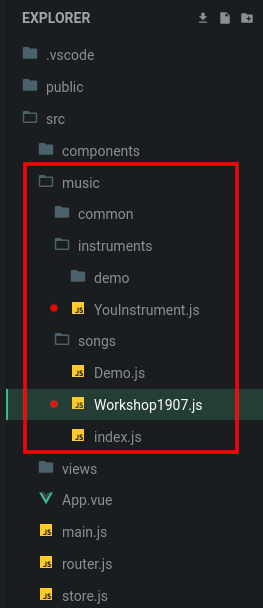 EXPLORER
.vscode
public
src
components
music
common
instruments
demo
YouInstrument.js
songs
JS Demo.js
JS Workshop1907.js
JS index.js
views
App.vue
JS main.js
JS router.js
JS store.js